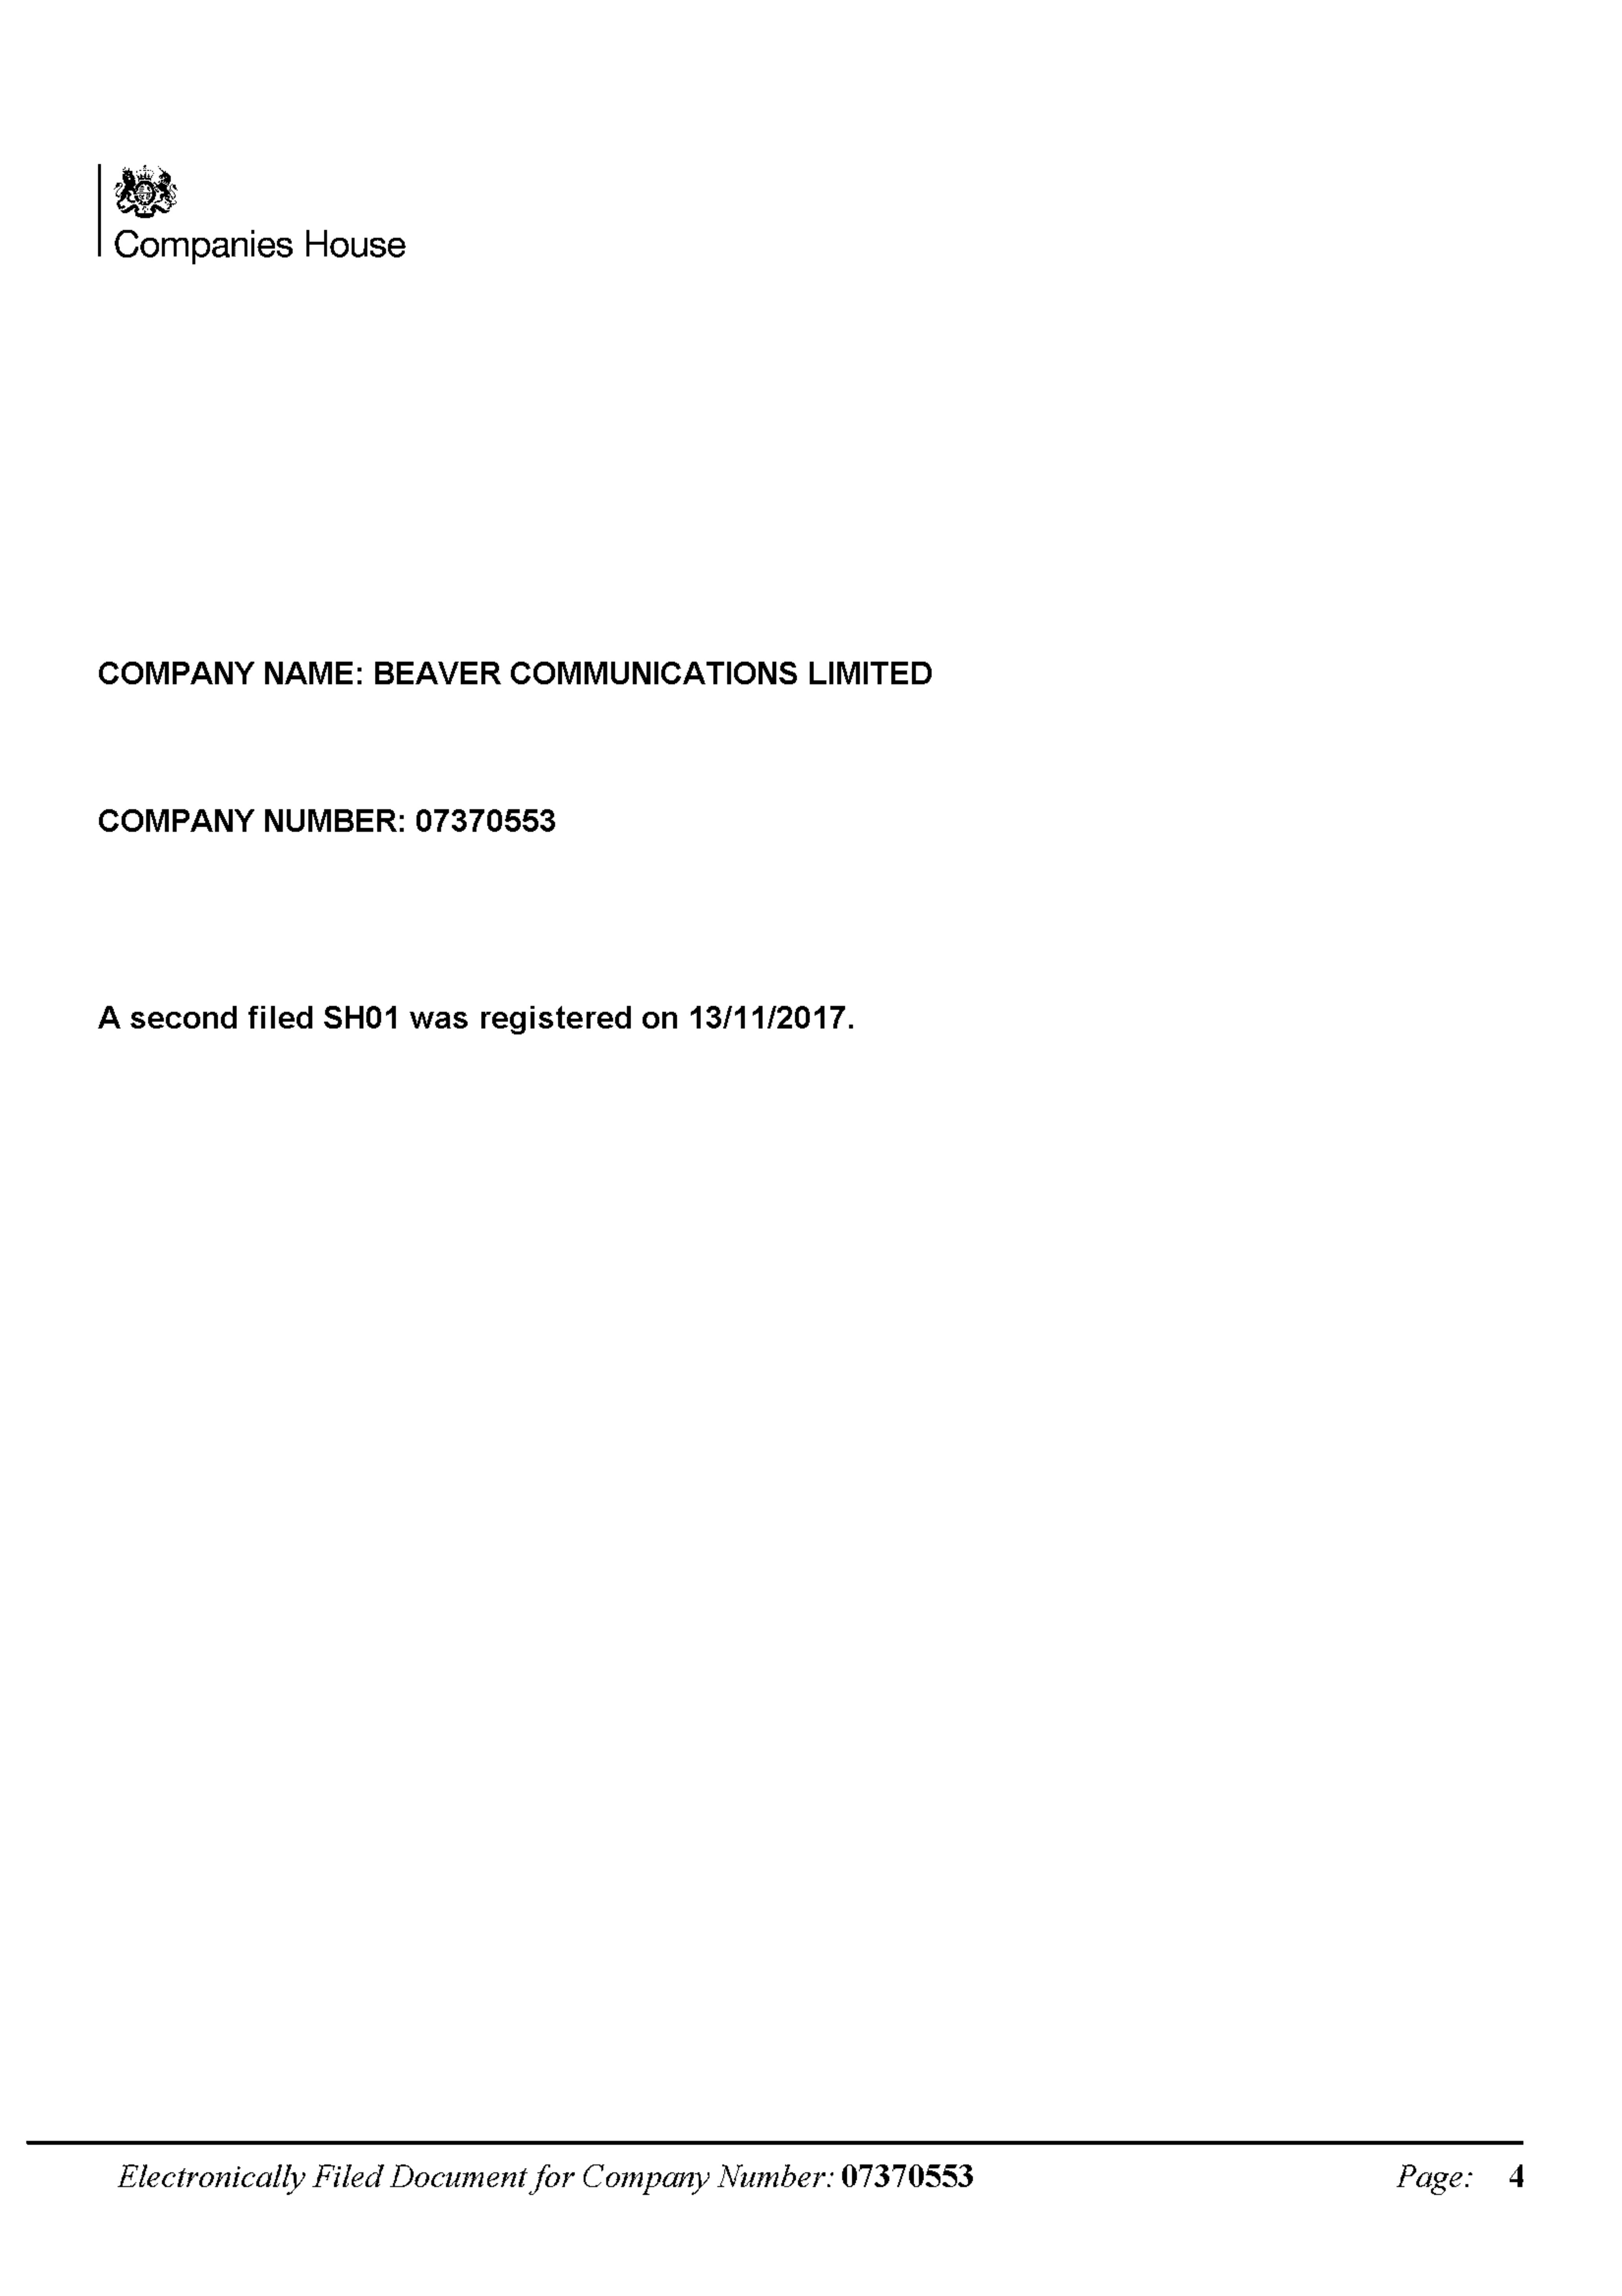 Companies House
COMPANY NAME: BEAVER COMMUNICATIONS LIMITED
COMPANY NUMBER: 07370553
A second filed SH01 was registered on 13/11/2017.
Electronically Filed Document for Company Number: 07370553 Page: 4